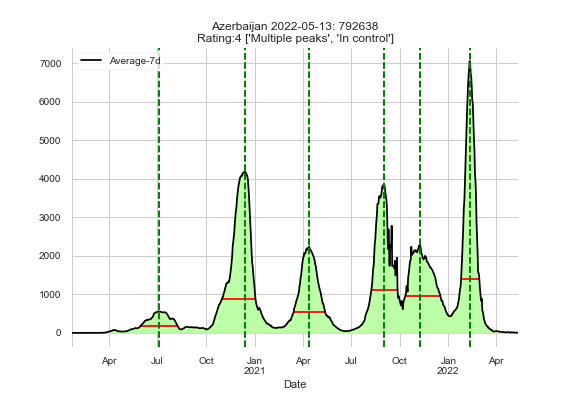 Azerbaijan 2022-05-13: 792638
Rating:4 ['Multiple peaks', 'In control']
Average-7d
7000
6000
5000
4000
3000
2000
1000
0
Apr Jul Oct Jan Apr Jul Oct Jan Apr
2021 2022
Date